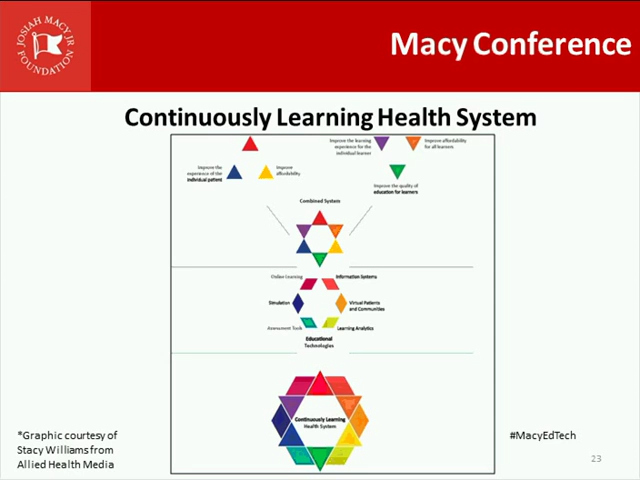 JOSIAH MACY JR
FOUNDATION
Macy Conference
Continuously Learning Health System
Improve the
experience of the
individual patient
Improve
affordability
Improve the learning
experience for the
individual learner
Improve affordability
for all learners
Improve the quality of
education for learners
Combined System
Online Learning
Information Systems
Simulation
Virtual Patients
and Communities
Assessment Tools
Learning Analytics
Educational
Technologies
Continuously Learning
Health System
*Graphic courtesy of
Stacy Williams from
Allied Health Media
#MacyEdTech
23